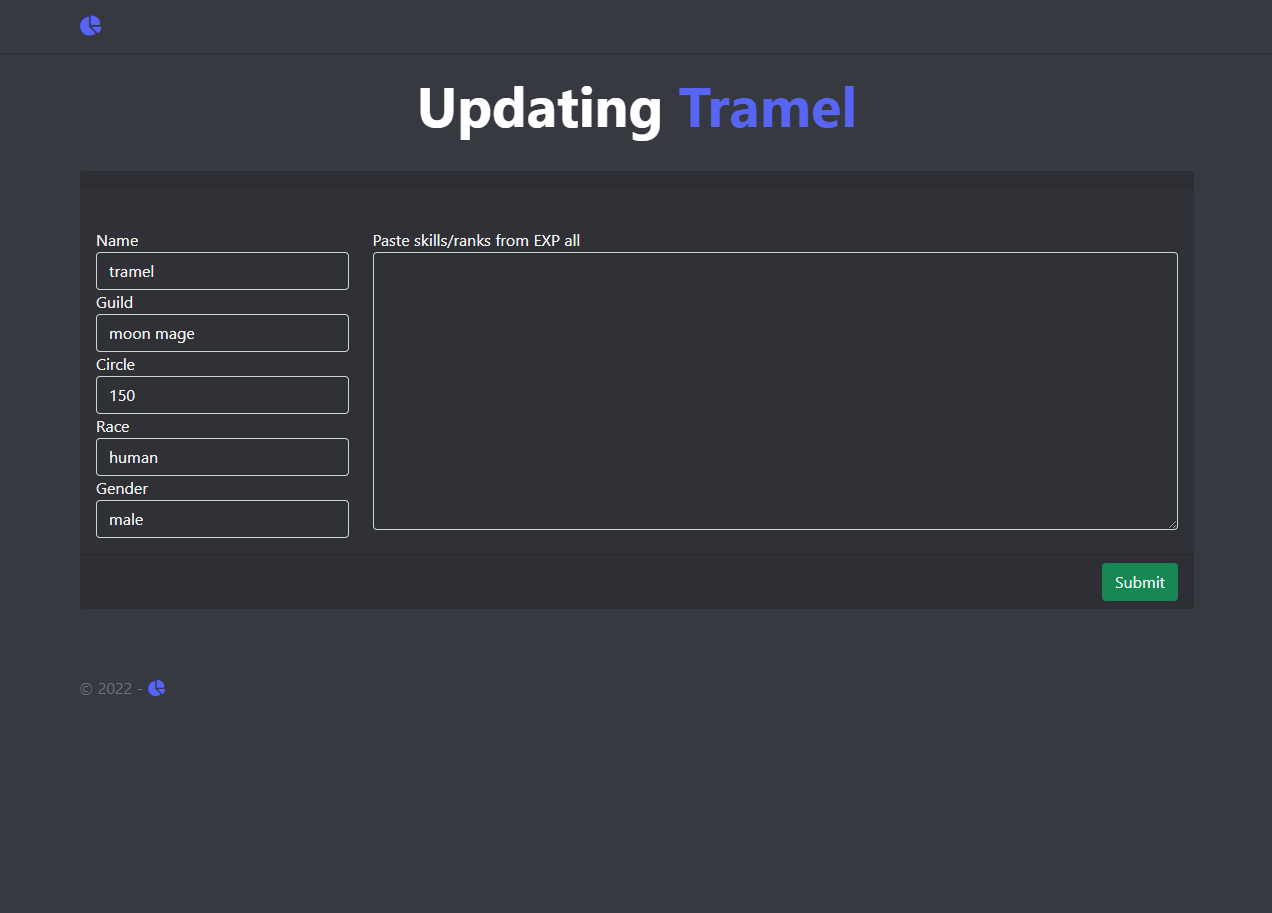 Updating Tramel
Name
tramel
Guild
moon mage
Circle
150
Race
human
Gender
male
Paste skills/ranks from EXP all
Submit
© 2022 -